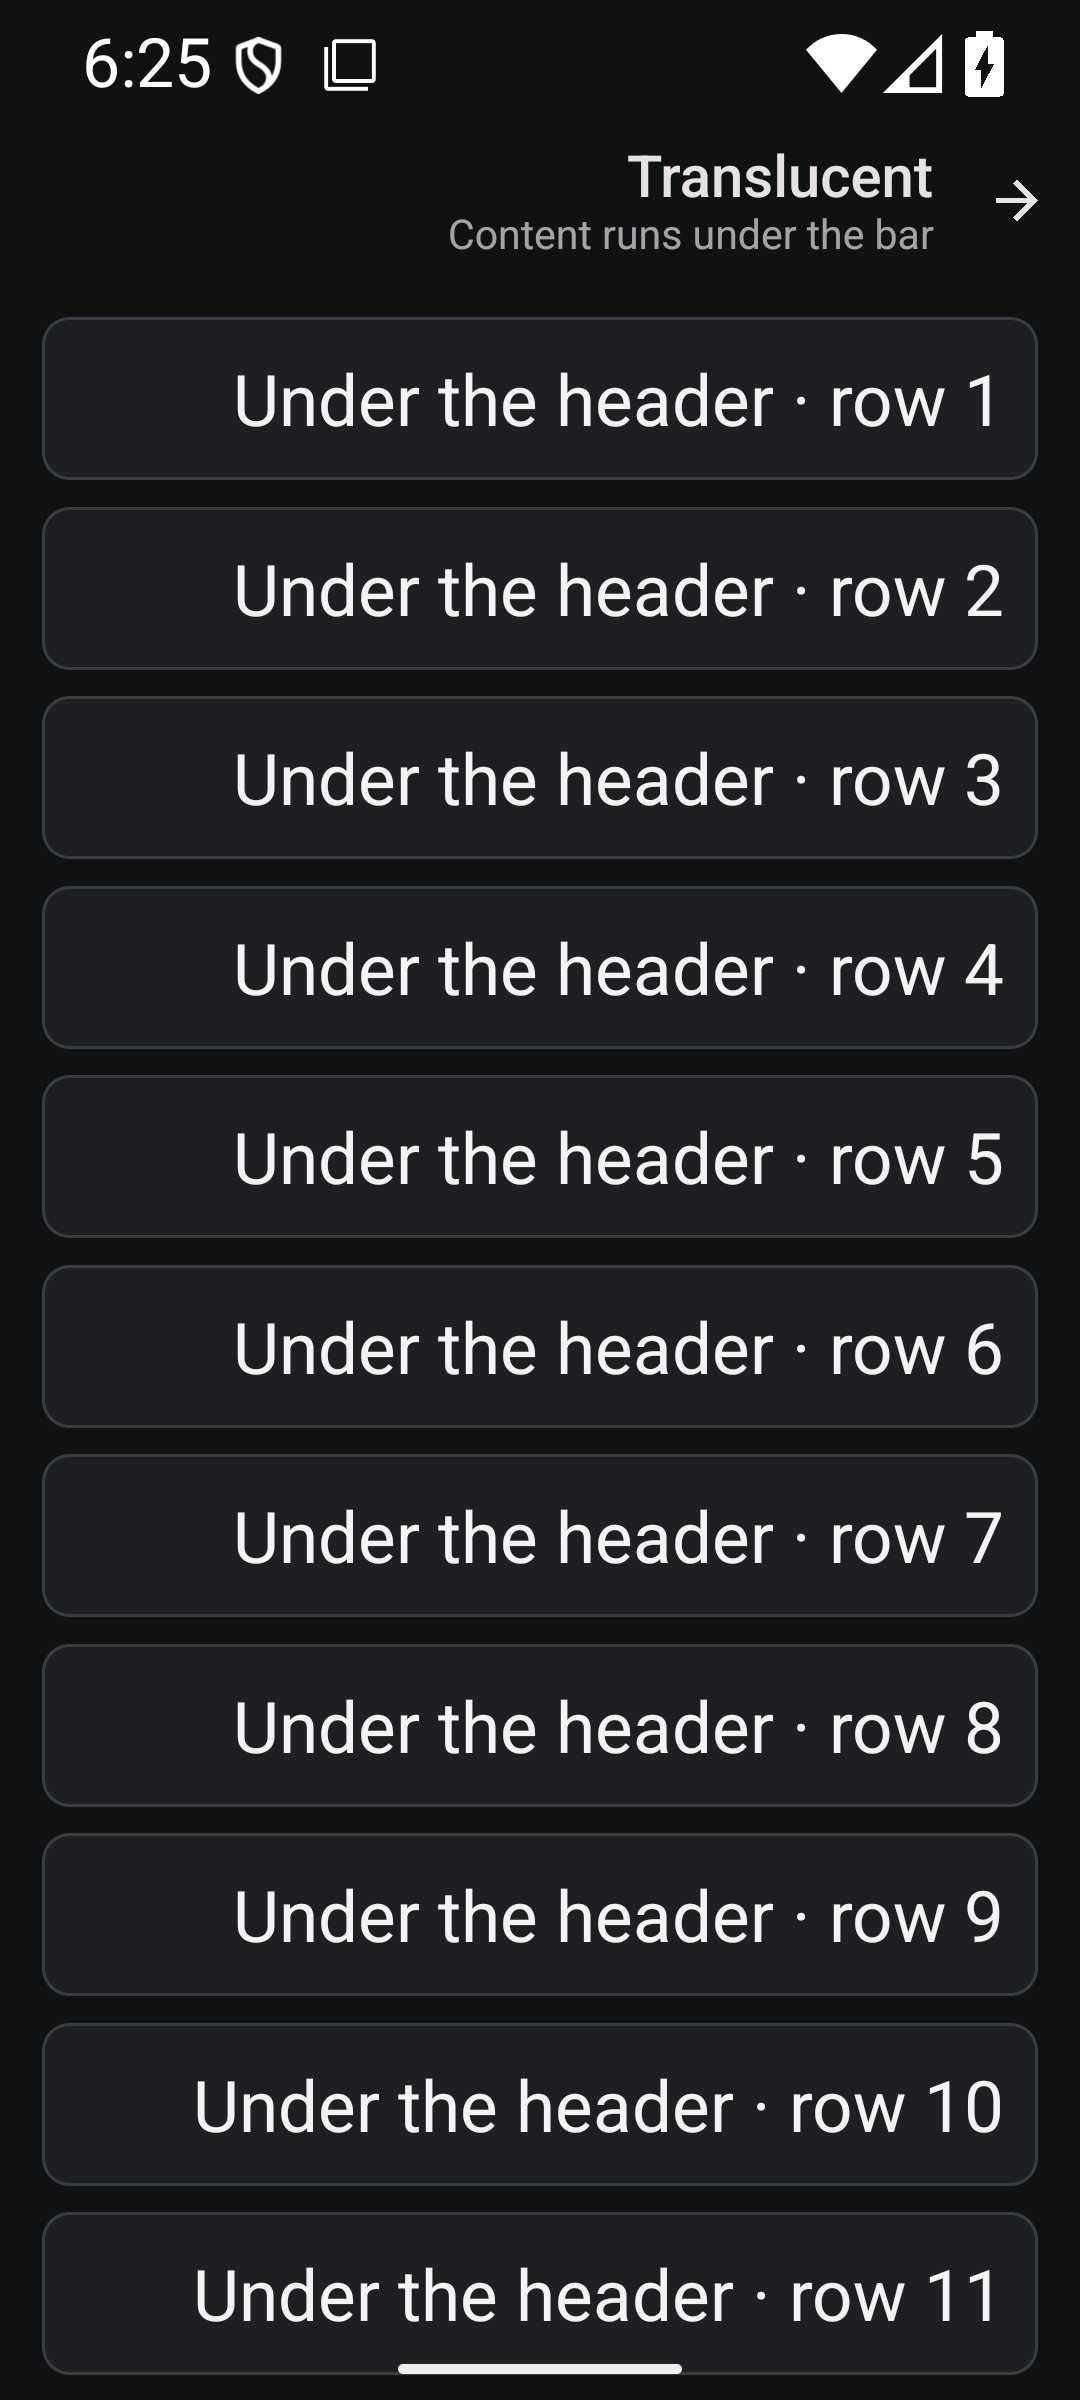 6:25
Translucent
Content runs under the bar
Under the header · row 1
Under the header · row 2
Under the header · row 3
Under the header · row 4
Under the header · row 5
Under the header · row 6
Under the header · row 7
Under the header · row 8
Under the header · row 9
Under the header · row 10
Under the header · row 11